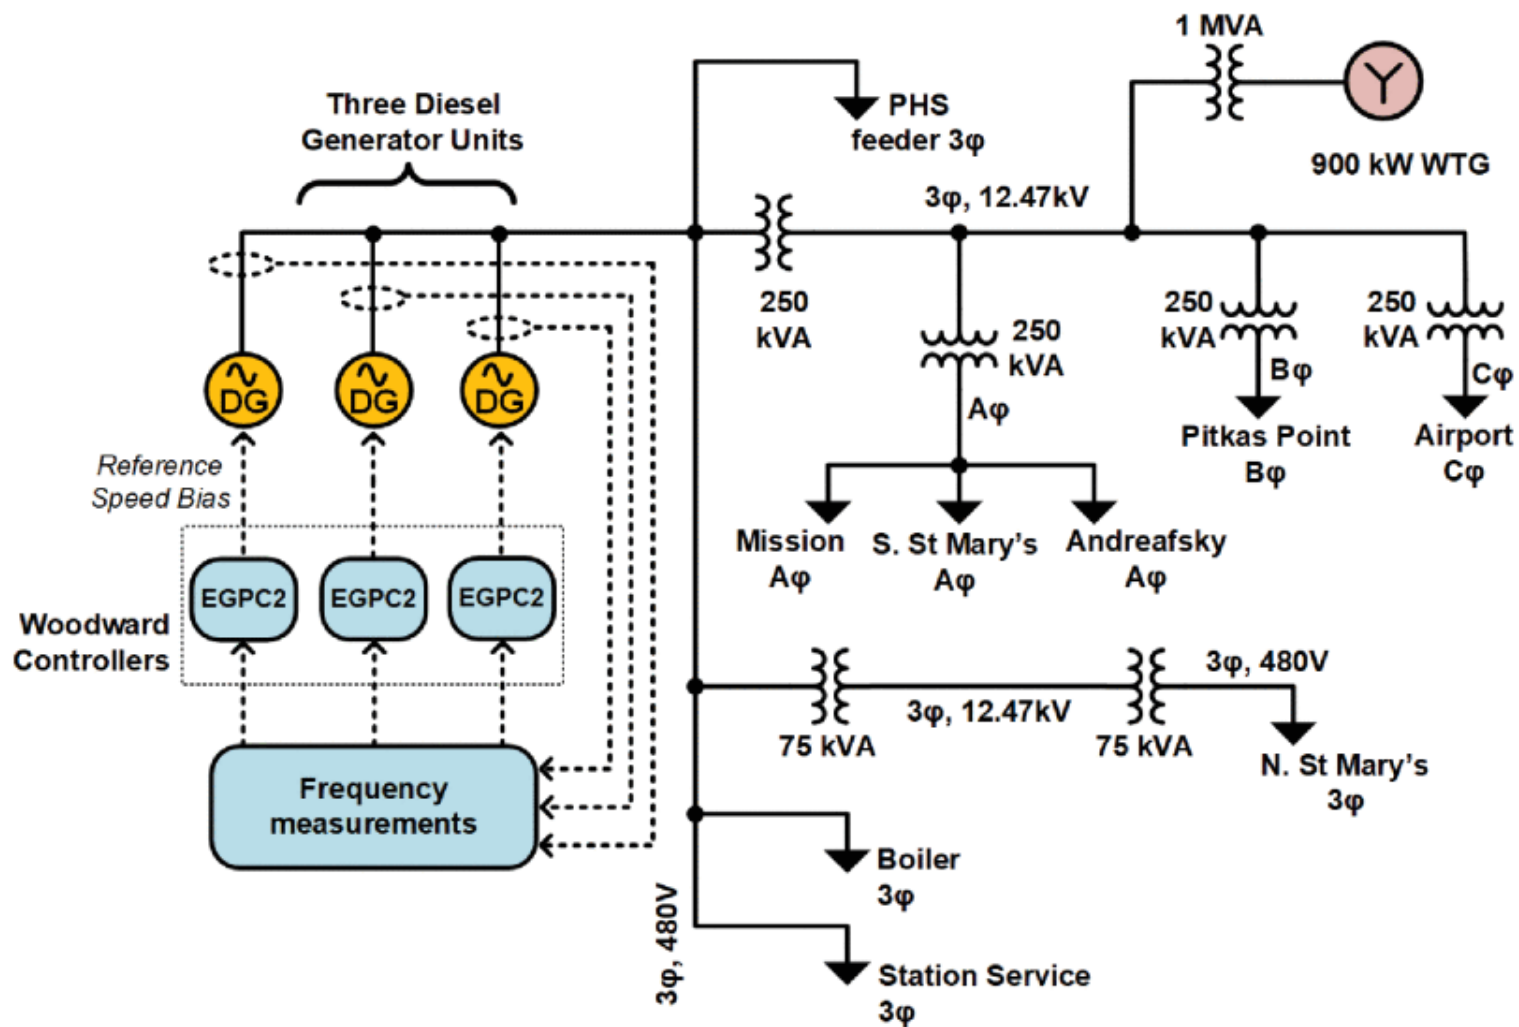 1 MVA
Three Diesel
Generator Units
PHS
feeder 3φ
900 kW WTG
3φ, 12.47kV
250
kVA
250
kVA
250
kVA
250
kVA
DG
DG
DG
Aφ
Bφ
Cφ
Pitkas Point
Bφ
Airport
Cφ
Reference
Speed Bias
Mission
Aφ
S. St Mary's
Aφ
Andreafsky
Aφ
EGPC2
EGPC2
EGPC2
Woodward
Controllers
3φ, 480V
3φ, 12.47kV
75 kVA
75 kVA
N. St Mary's
3φ
Frequency
measurements
Boiler
3φ
3φ, 480V
Station Service
3φ